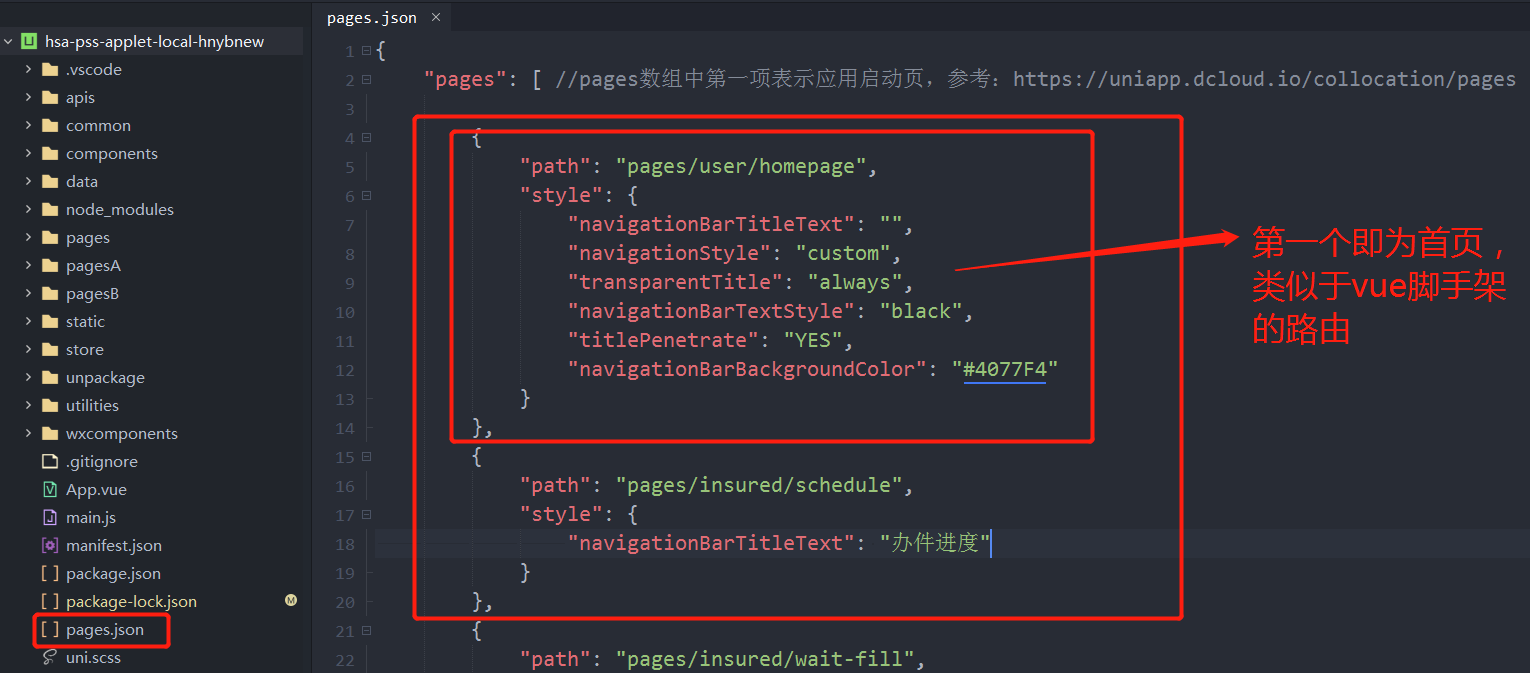 hsa-pss-applet-local-hnybnew
.vscode
apis
common
components
data
node_modules
pages
pagesA
pagesB
static
store
unpackage
utilities
wxcomponents
.gitignore
App.vue
main.js
manifest.json
package.json
package-lock.json
M
pages.json
uni.scss
pages.json ×
1 {
2 "pages": [ //pages数组中第一项表示应用启动页，参考：https://uniapp.dcloud.io/collocation/pages
3
4 {
5 "path": "pages/user/homepage",
6 "style": {
7 "navigationBarTitleText": "",
8 "navigationStyle": "custom",
9 "transparentTitle": "always",
10 "navigationBarTextStyle": "black",
11 "titlePenetrate": "YES",
12 "navigationBarBackgroundColor": "#4077F4"
13 }
14 },
15 {
16 "path": "pages/insured/schedule",
17 "style": {
18 "navigationBarTitleText": "办件进度"
19 }
20 },
21 {
22 "path": "pages/insured/wait-fill",
第一个即为首页，
类似于vue脚手架
的路由